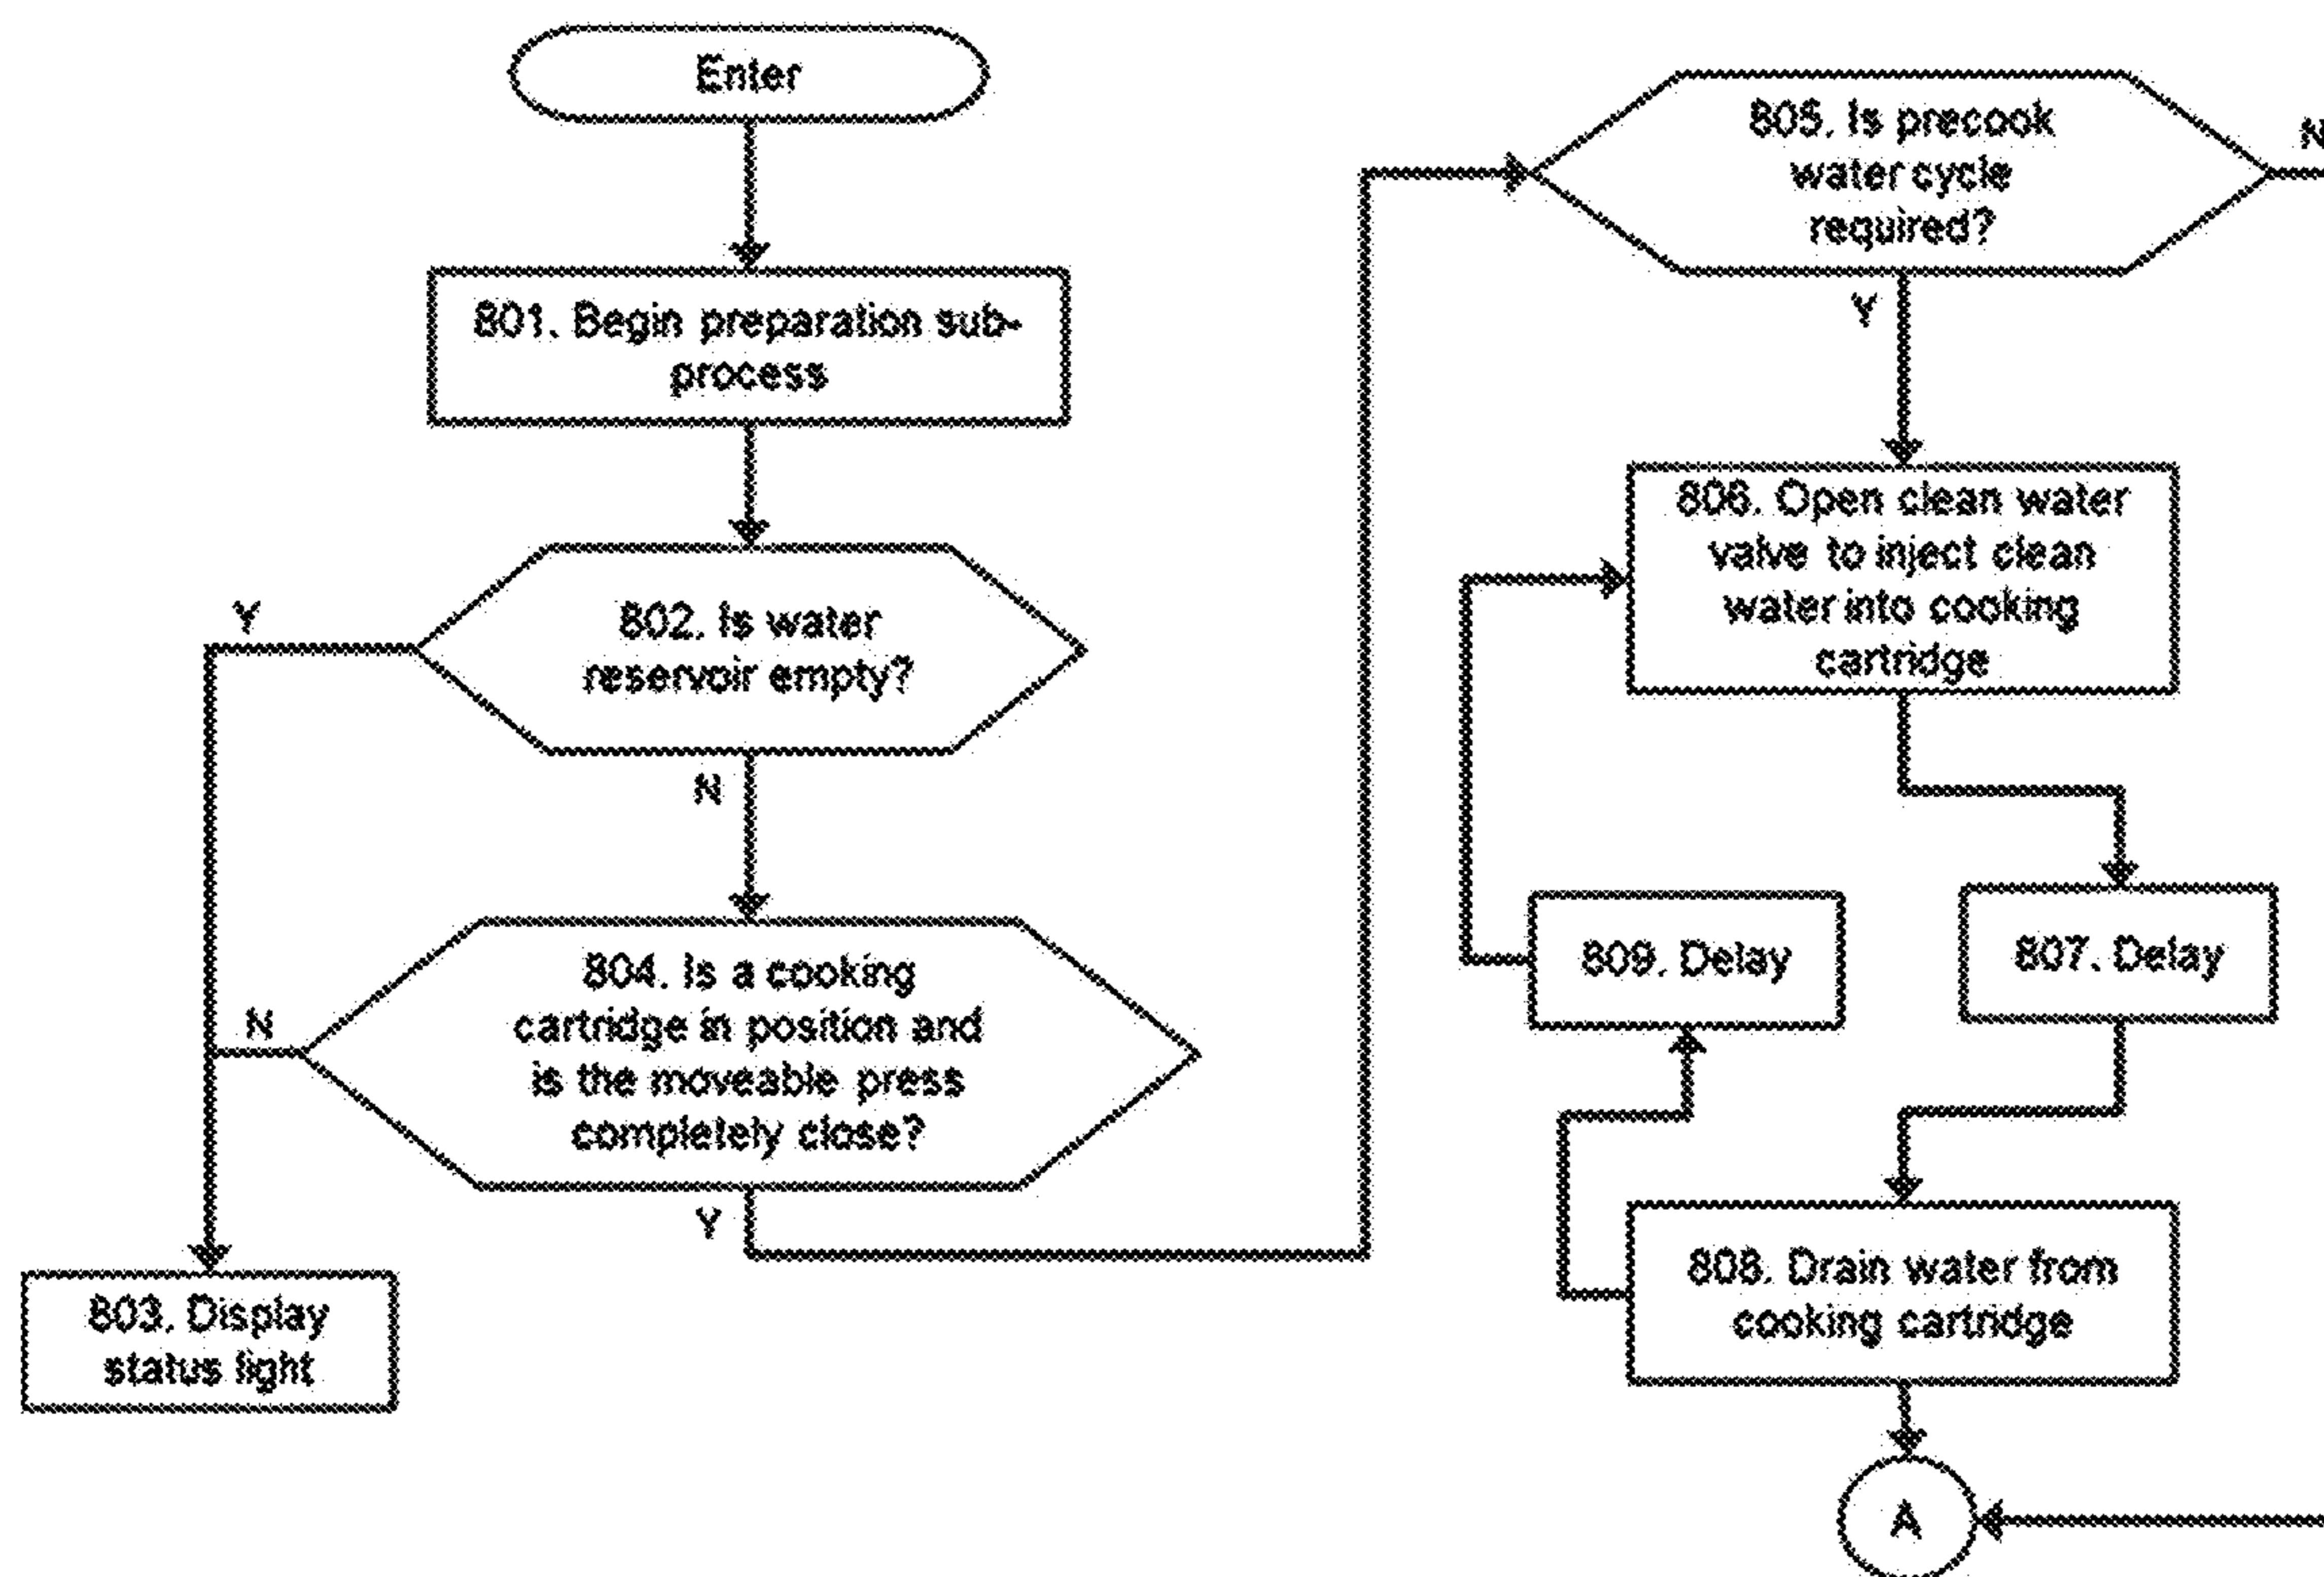 Enter
801. Begin preparation sub-
process
802. Is water
reservoir empty?
Y
N
804. Is a cooking
cartridge in position and
is the moveable press
completely close?
N
Y
803. Display
status light
805. Is precook
water cycle
required?
N
Y
806. Open clean water
valve to inject clean
water into cooking
cartridge
809. Delay
807. Delay
808. Drain water from
cooking cartridge
A